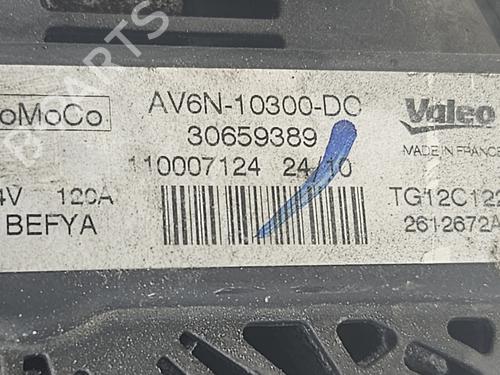 oMoCo
AV6N-10300-DC
30659389
110007124 24/10
4V 120A
BEFYA
Valeo
MADE IN FRANCE
TG12C122
2612672A